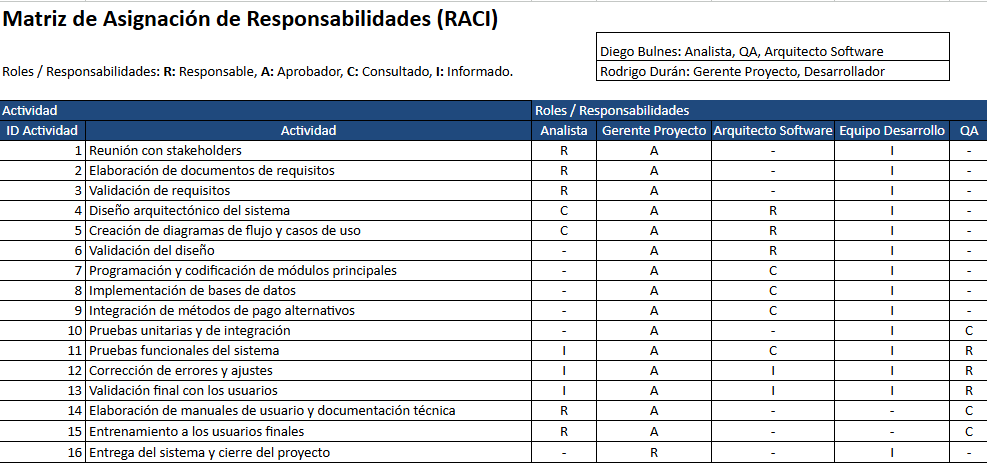 Matriz de Asignación de Responsabilidades (RACI)
Diego Bulnes: Analista, QA, Arquitecto Software
Roles / Responsabilidades: R: Responsable, A: Aprobador, C: Consultado, I: Informado.
Rodrigo Durán: Gerente Proyecto, Desarrollador
Actividad Roles / Responsabilidades
ID Actividad Actividad Analista Gerente Proyecto Arquitecto Software Equipo Desarrollo QA
1 Reunión con stakeholders R A - I -
2 Elaboración de documentos de requisitos R A - I -
3 Validación de requisitos R A - I -
4 Diseño arquitectónico del sistema C A R I -
5 Creación de diagramas de flujo y casos de uso C A R I -
6 Validación del diseño - A R I -
7 Programación y codificación de módulos principales - A C I -
8 Implementación de bases de datos - A C I -
9 Integración de métodos de pago alternativos - A C I -
10 Pruebas unitarias y de integración - A - I C
11 Pruebas funcionales del sistema I A C I R
12 Corrección de errores y ajustes I A I I R
13 Validación final con los usuarios I A I I R
14 Elaboración de manuales de usuario y documentación técnica R A - - C
15 Entrenamiento a los usuarios finales R A - - C
16 Entrega del sistema y cierre del proyecto - R - I -